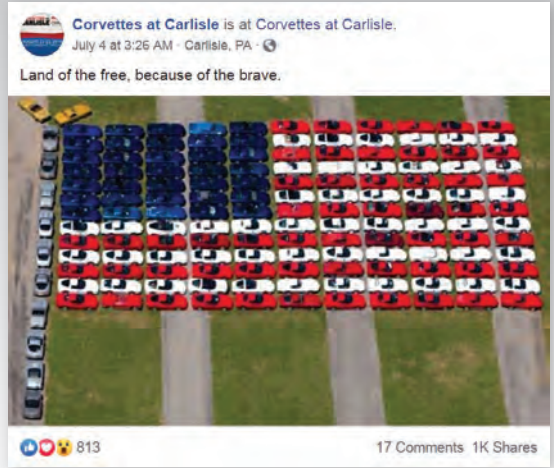 CARLISLE
Corvettes at Carlisle is at Corvettes at Carlisle.
July 4 at 3:26 AM · Carlisle, PA ·
Land of the free, because of the brave.
813
17 Comments 1K Shares